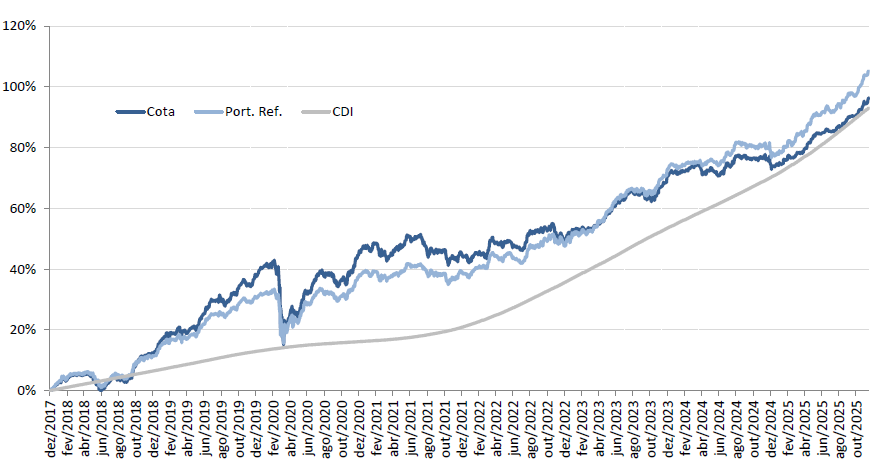 120%
100%
80%
60%
40%
20%
0%
Cota Port. Ref. CDI
dez/2017
fev/2018
abr/2018
jun/2018
ago/2018
out/2018
dez/2018
fev/2019
abr/2019
jun/2019
ago/2019
out/2019
dez/2019
fev/2020
abr/2020
jun/2020
ago/2020
out/2020
dez/2020
fev/2021
abr/2021
jun/2021
ago/2021
out/2021
dez/2021
fev/2022
abr/2022
jun/2022
ago/2022
out/2022
dez/2022
fev/2023
abr/2023
jun/2023
ago/2023
out/2023
dez/2023
fev/2024
abr/2024
jun/2024
ago/2024
out/2024
dez/2024
fev/2025
abr/2025
jun/2025
ago/2025
out/2025